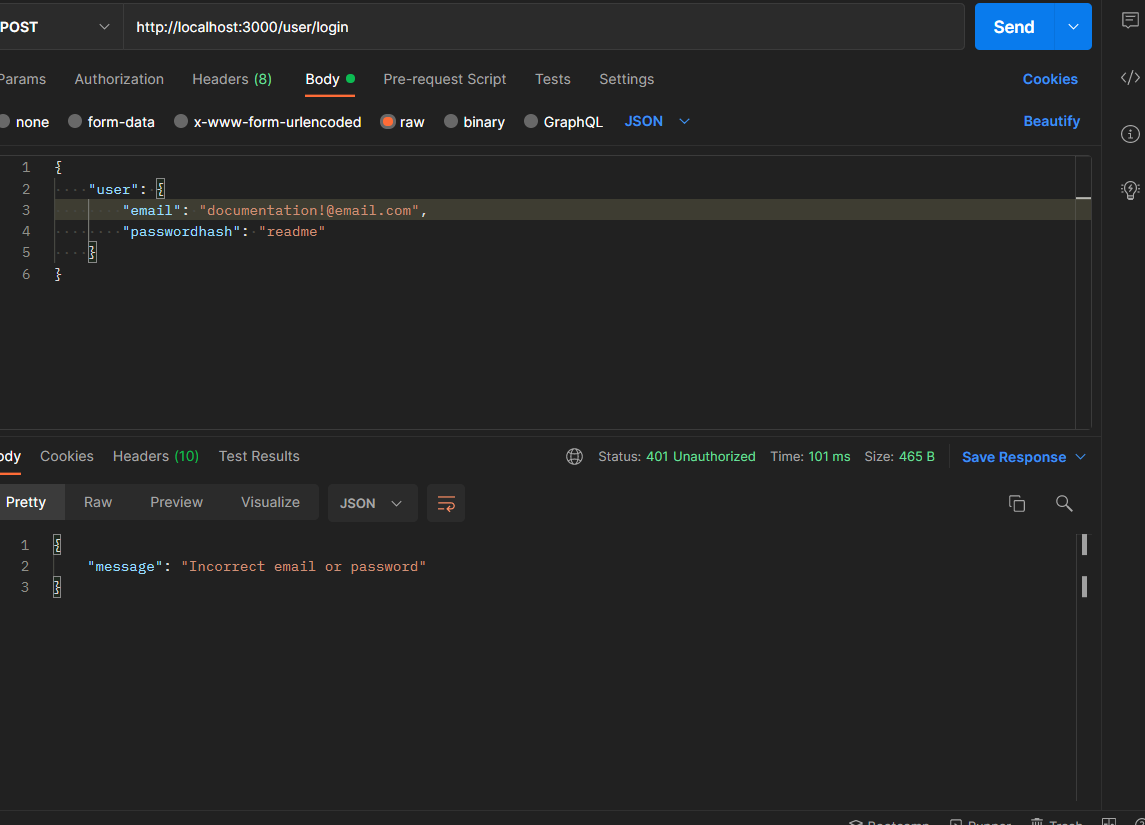 POST http://localhost:3000/user/login Send
Params Authorization Headers (8) Body Pre-request Script Tests Settings Cookies
none form-data x-www-form-urlencoded raw binary GraphQL JSON Beautify
1 {
2 "user": {
3 "email": "documentation!@email.com",
4 "passwordhash": "readme"
5 }
6 }
ody Cookies Headers (10) Test Results Status: 401 Unauthorized Time: 101 ms Size: 465 B Save Response
Pretty Raw Preview Visualize JSON
1 {
2 "message": "Incorrect email or password"
3 }
Bootcamp Runner Trash